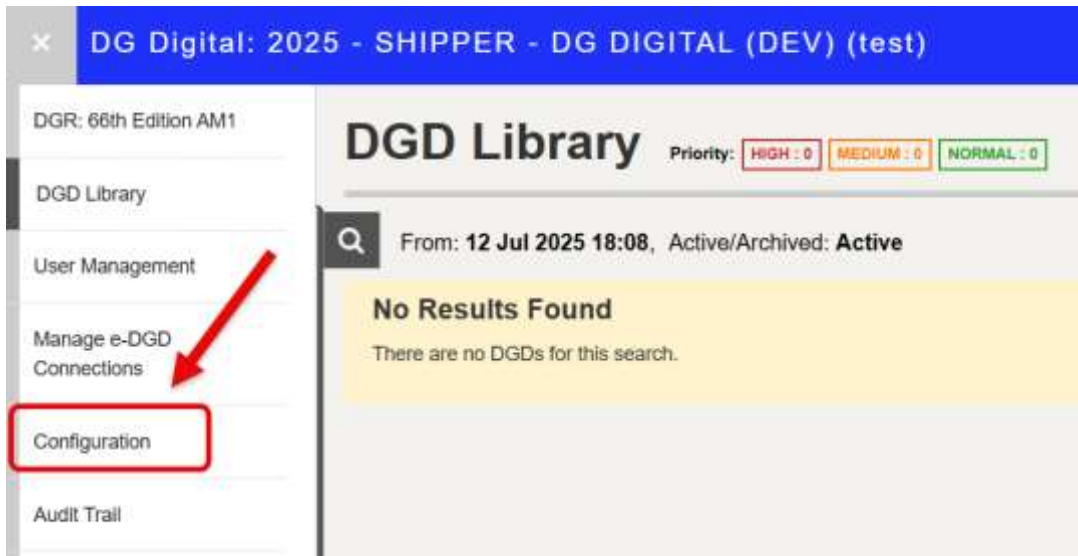 DG Digital: 2025 - SHIPPER - DG DIGITAL (DEV) (test)
DGR: 66th Edition AM1
DGD Library
User Management
Manage e-DGD
Connections
Configuration
Audit Trail
DGD Library Priority: HIGH : 0 MEDIUM : 0 NORMAL : 0
From: 12 Jul 2025 18:08, Active/Archived: Active
No Results Found
There are no DGDs for this search.